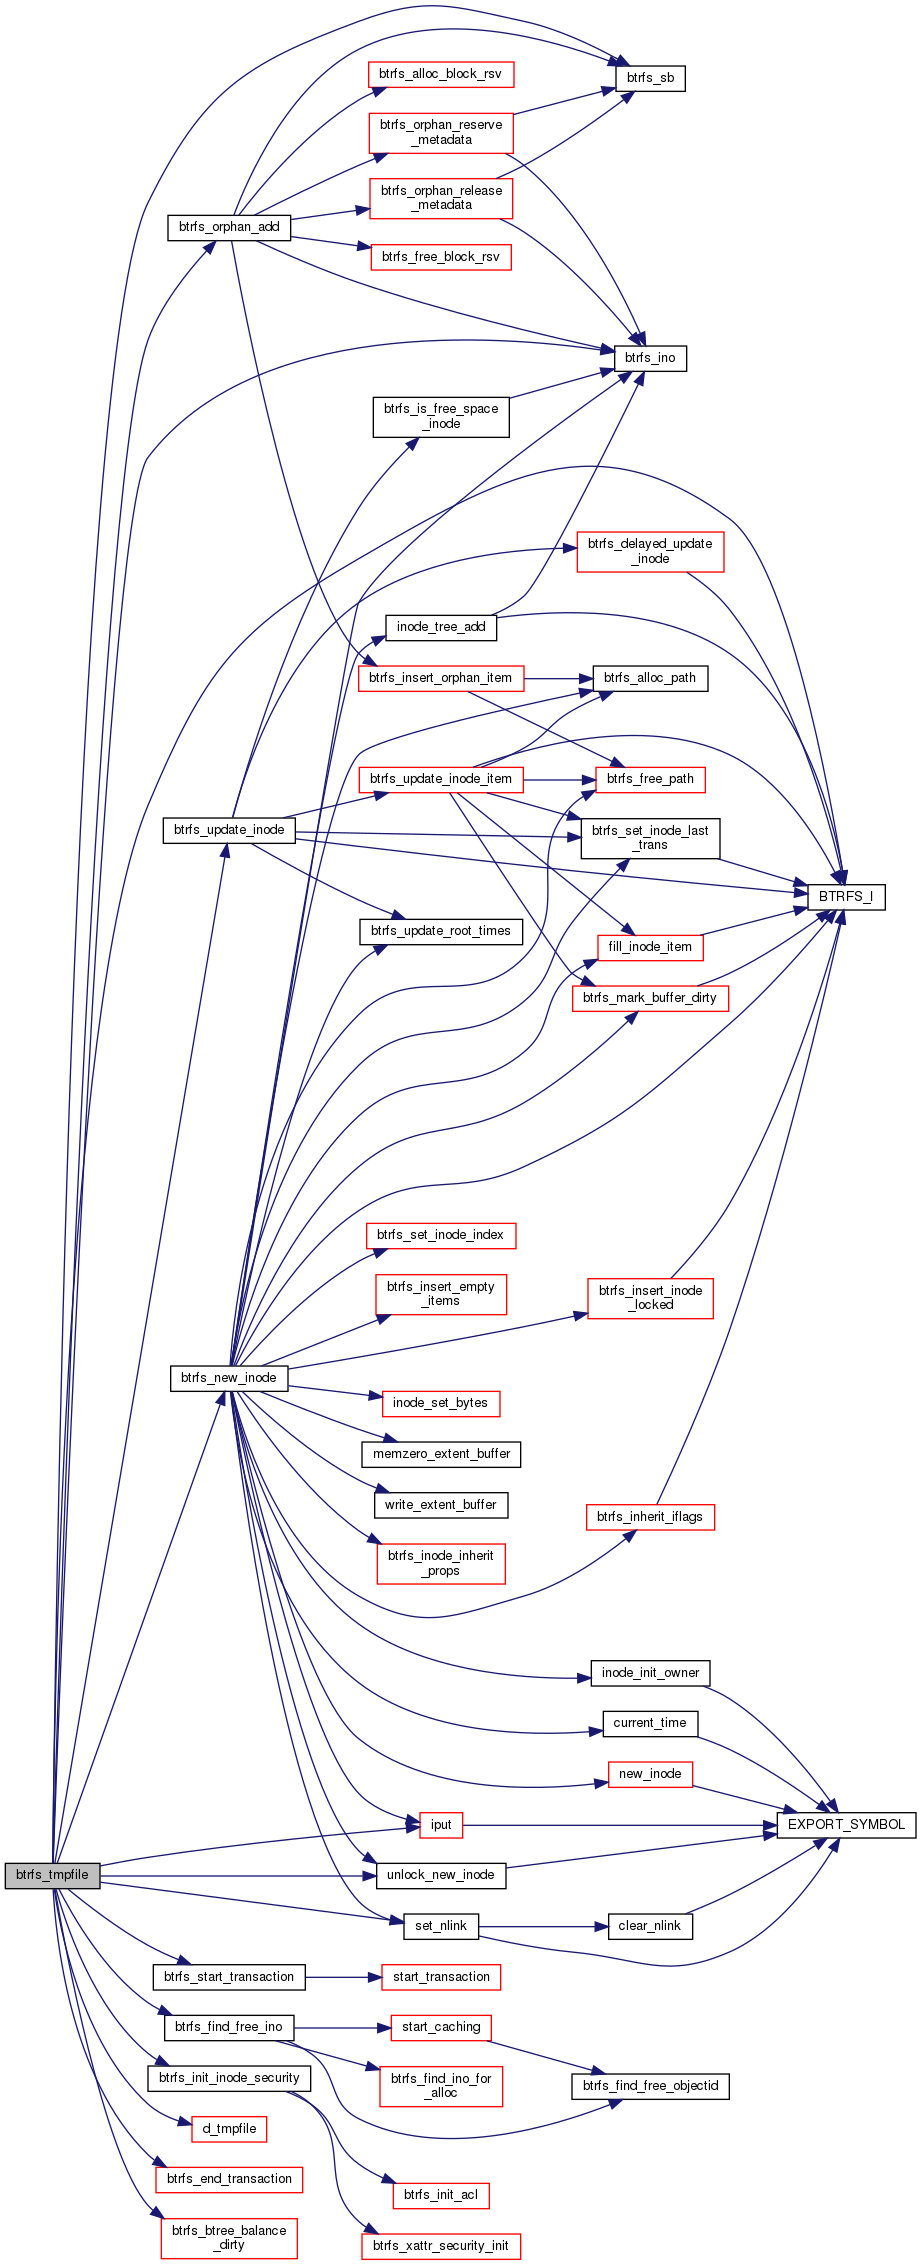 btrfs_sb
btrfs_alloc_block_rsv
btrfs_orphan_reserve
_metadata
btrfs_orphan_release
_metadata
btrfs_orphan_add
btrfs_free_block_rsv
btrfs_ino
btrfs_is_free_space
_inode
btrfs_delayed_update
_inode
inode_tree_add
btrfs_insert_orphan_item
btrfs_alloc_path
btrfs_update_inode_item
btrfs_free_path
btrfs_update_inode
btrfs_set_inode_last
_trans
BTRFS_I
btrfs_update_root_times
fill_inode_item
btrfs_mark_buffer_dirty
btrfs_set_inode_index
btrfs_insert_empty
_items
btrfs_insert_inode
_locked
btrfs_new_inode
inode_set_bytes
memzero_extent_buffer
write_extent_buffer
btrfs_inherit_iflags
btrfs_inode_inherit
_props
inode_init_owner
current_time
new_inode
iput
EXPORT_SYMBOL
btrfs_tmpfile
unlock_new_inode
set_nlink
clear_nlink
btrfs_start_transaction
start_transaction
btrfs_find_free_ino
start_caching
btrfs_init_inode_security
btrfs_find_ino_for
_alloc
btrfs_find_free_objectid
d_tmpfile
btrfs_end_transaction
btrfs_init_acl
btrfs_btree_balance
_dirty
btrfs_xattr_security_init